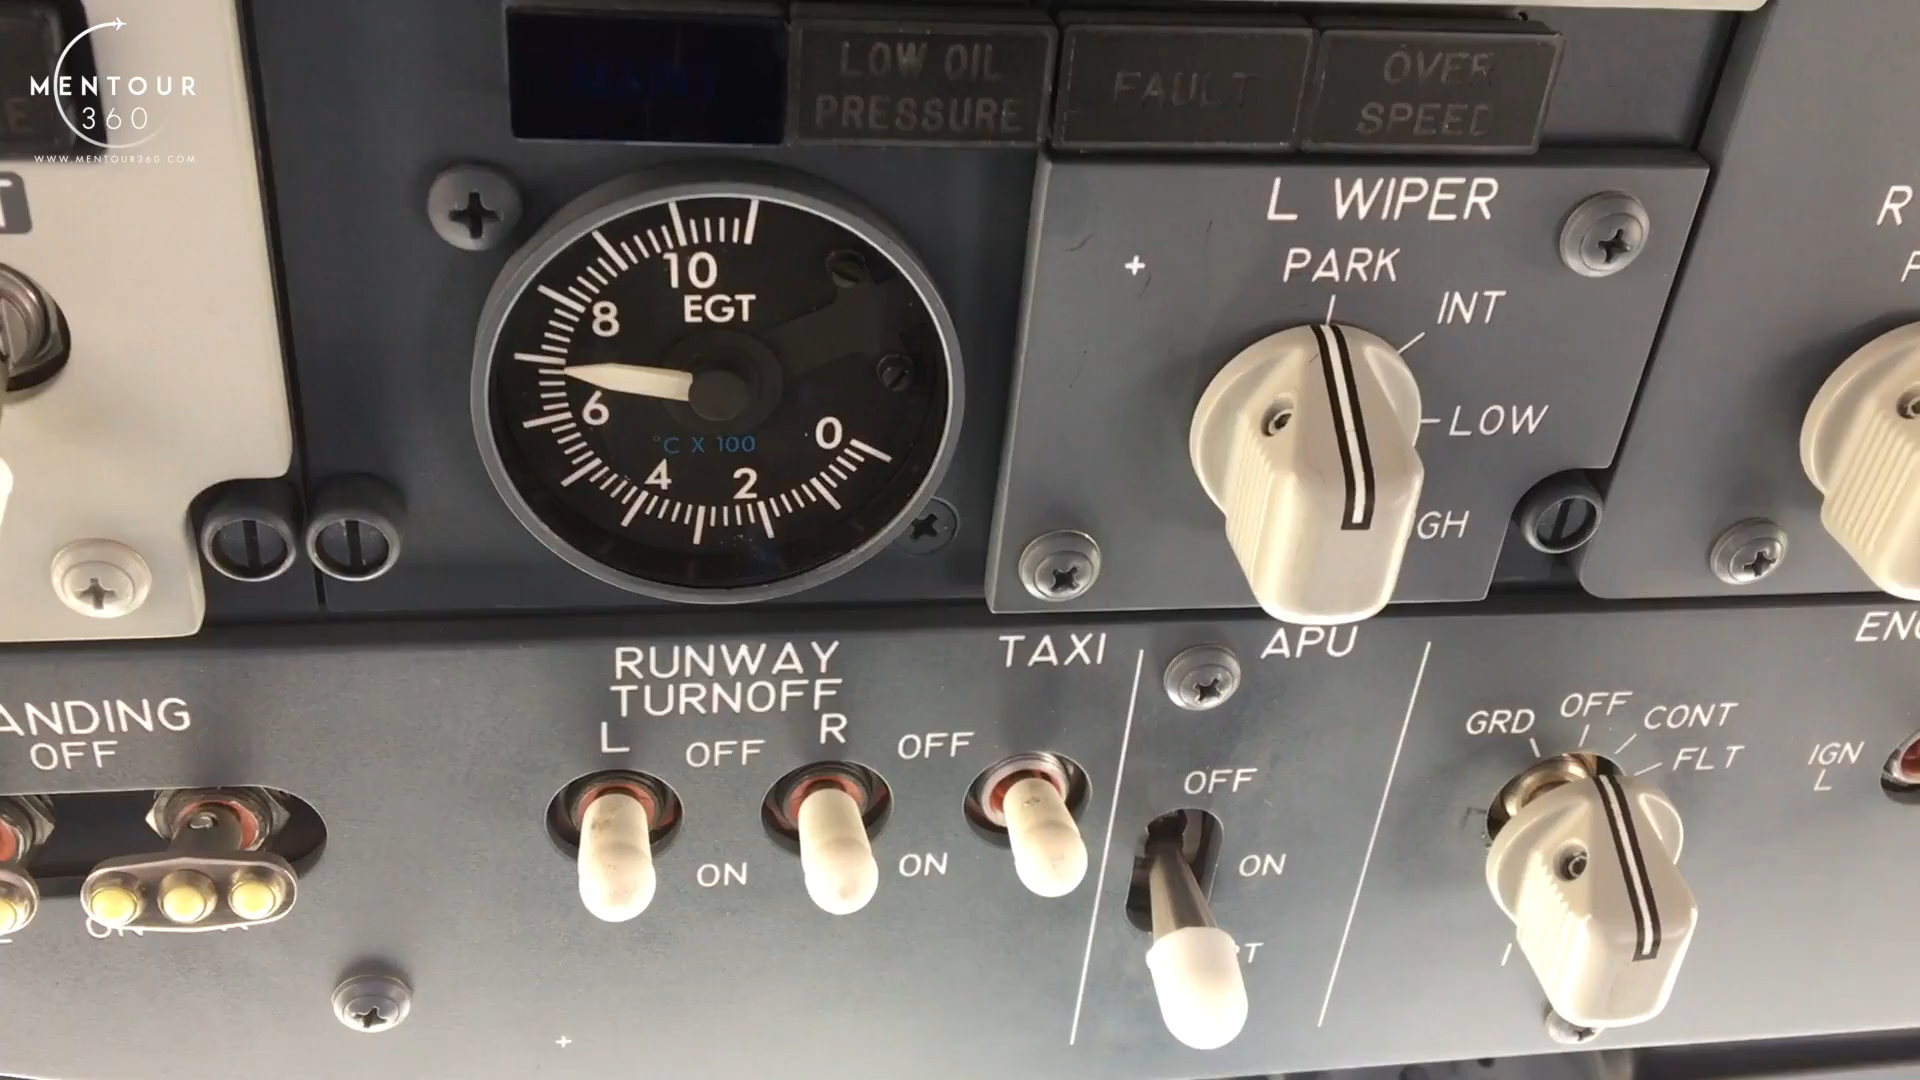 MENTOUR
360
WWW.MENTOUR360.COM
LOW OIL
PRESSURE
FAULT
OVER
SPEED
T
L WIPER
PARK
INT
LOW
GH
R
P
10
8
EGT
6
°C X 100
0
4
2
ANDING
OFF
RUNWAY
TURNOFF
L
R
OFF
OFF
ON
ON
TAXI
APU
OFF
ON
T
GRD
OFF
CONT
FLT
ENG
IGN
L